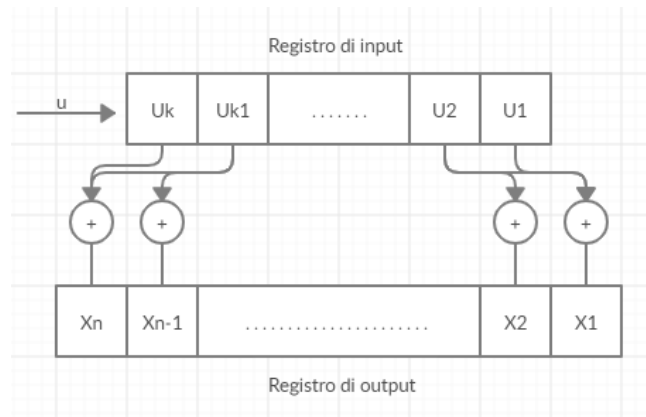 Registro di input
u
Uk Uk1 ....... U2 U1
+ + + +
Xn Xn-1 ...................... X2 X1
Registro di output